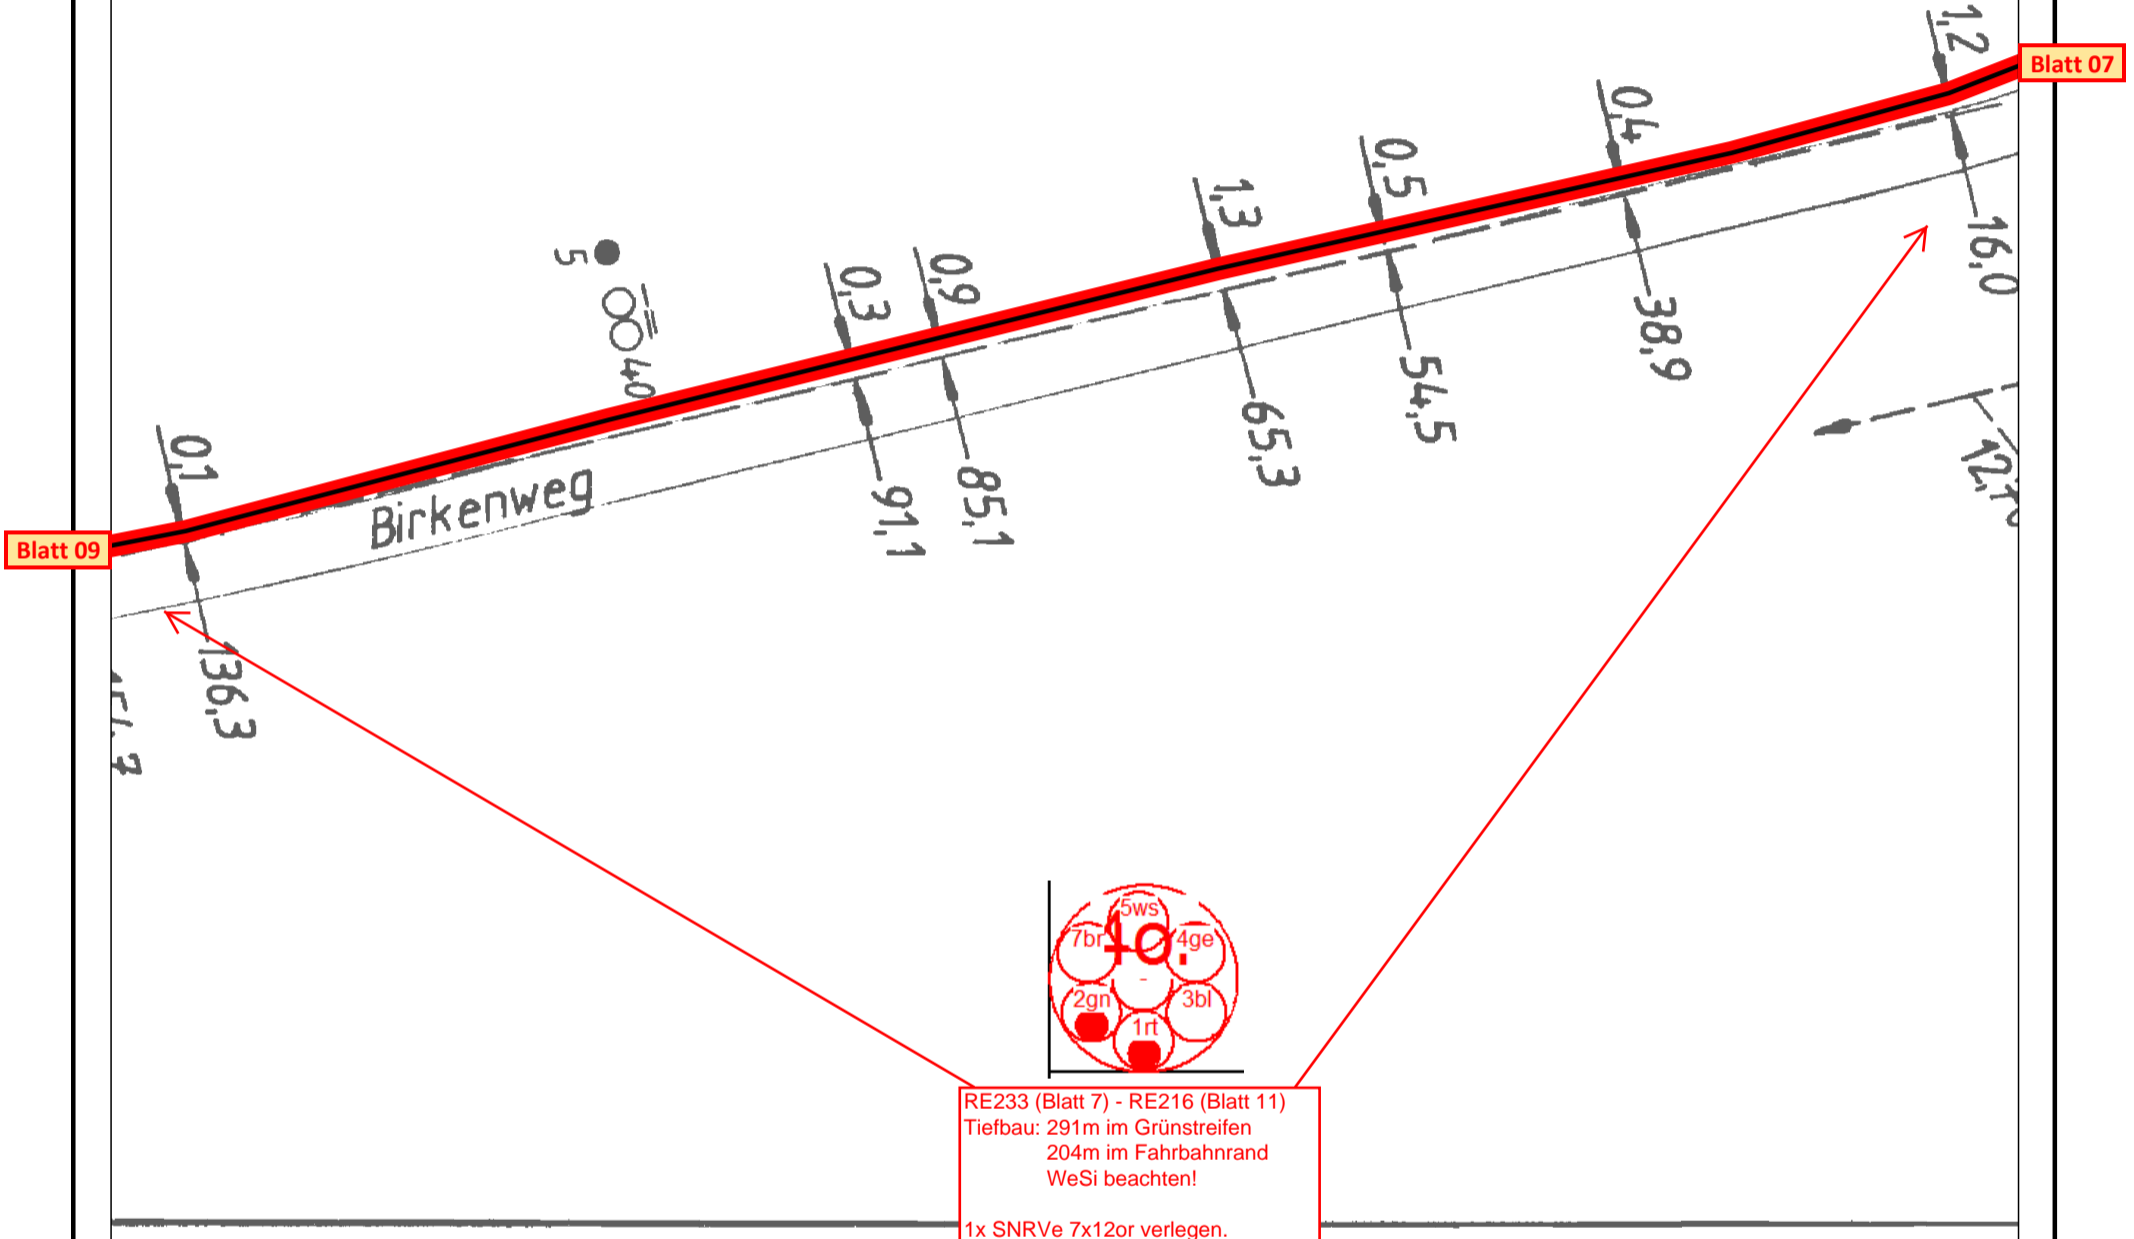 1,2
Blatt 07
0,4
0,5
1,3
16,0
5
0,9
0,3
38,9
40
54,5
65,3
0,1
85,1
91,1
Birkenweg
Blatt 09
136,3
5ws
7br
4ge
10.
-
2gn
3bl
1rt
RE233 (Blatt 7) - RE216 (Blatt 11)
Tiefbau: 291m im Grünstreifen
204m im Fahrbahnrand
WeSi beachten!
1x SNRVe 7x12or verlegen.